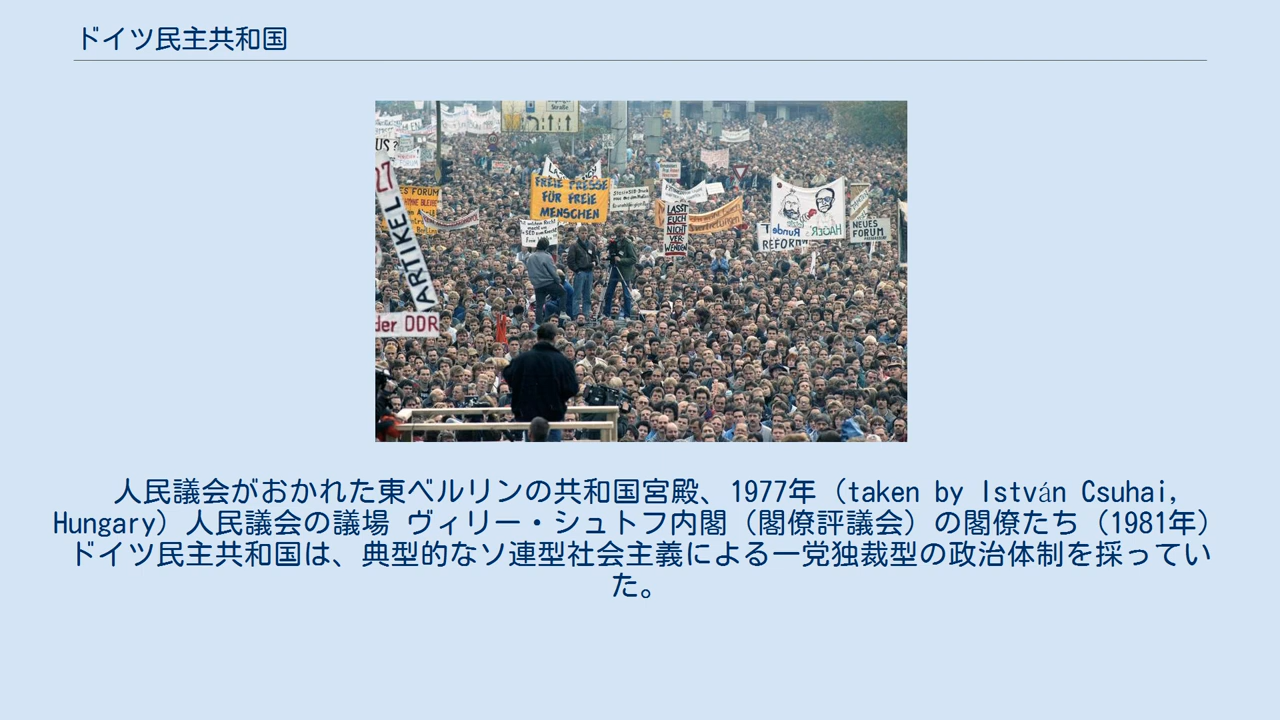 ドイツ民主共和国
Straße
US ?
27
ARTIKEL
der DDR
ES FORUM
FREIE PRESSE
FÜR FREIE
MENSCHEN
LASST
EUCH
NICHT
VER-
WENDEN
REFORM
NEUES
FORUM
人民議会がおかれた東ベルリンの共和国宮殿、1977年（taken by István Csuhai,
Hungary）人民議会の議場 ヴィリー・シュトフ内閣（閣僚評議会）の閣僚たち（1981年）
ドイツ民主共和国は、典型的なソ連型社会主義による一党独裁型の政治体制を採ってい
た。